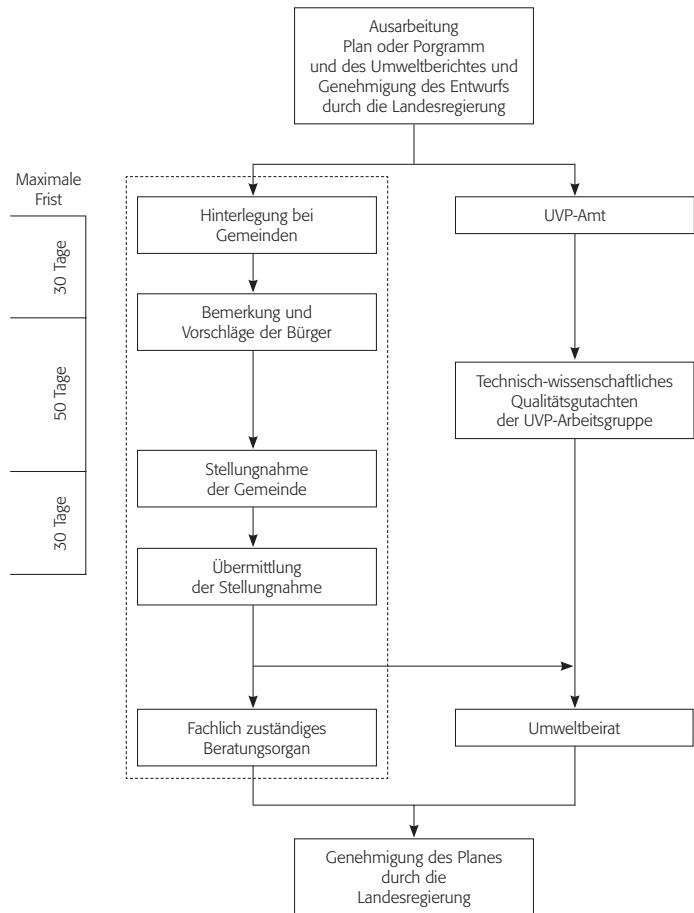 Ausarbeitung
Plan oder Porgramm
und des Umweltberichtes und
Genehmigung des Entwurfs
durch die Landesregierung
Maximale
Frist
30 Tage
50 Tage
30 Tage
Hinterlegung bei
Gemeinden
UVP-Amt
Bemerkung und
Vorschläge der Bürger
Technisch-wissenschaftliches
Qualitätsgutachten
der UVP-Arbeitsgruppe
Stellungnahme
der Gemeinde
Übermittlung
der Stellungnahme
Fachlich zuständiges
Beratungsorgan
Umweltbeirat
Genehmigung des Planes
durch die
Landesregierung